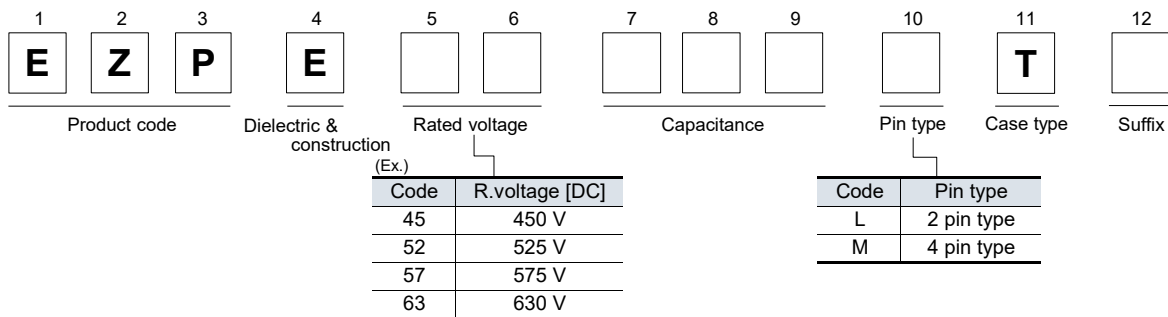 1 2 3 4 5 6 7 8 9 10 11 12
E Z P E T
Product code Dielectric & construction Rated voltage Capacitance Pin type Case type Suffix
(Ex.)
Code R.voltage [DC]
45 450 V
52 525 V
57 575 V
63 630 V
Code Pin type
L 2 pin type
M 4 pin type